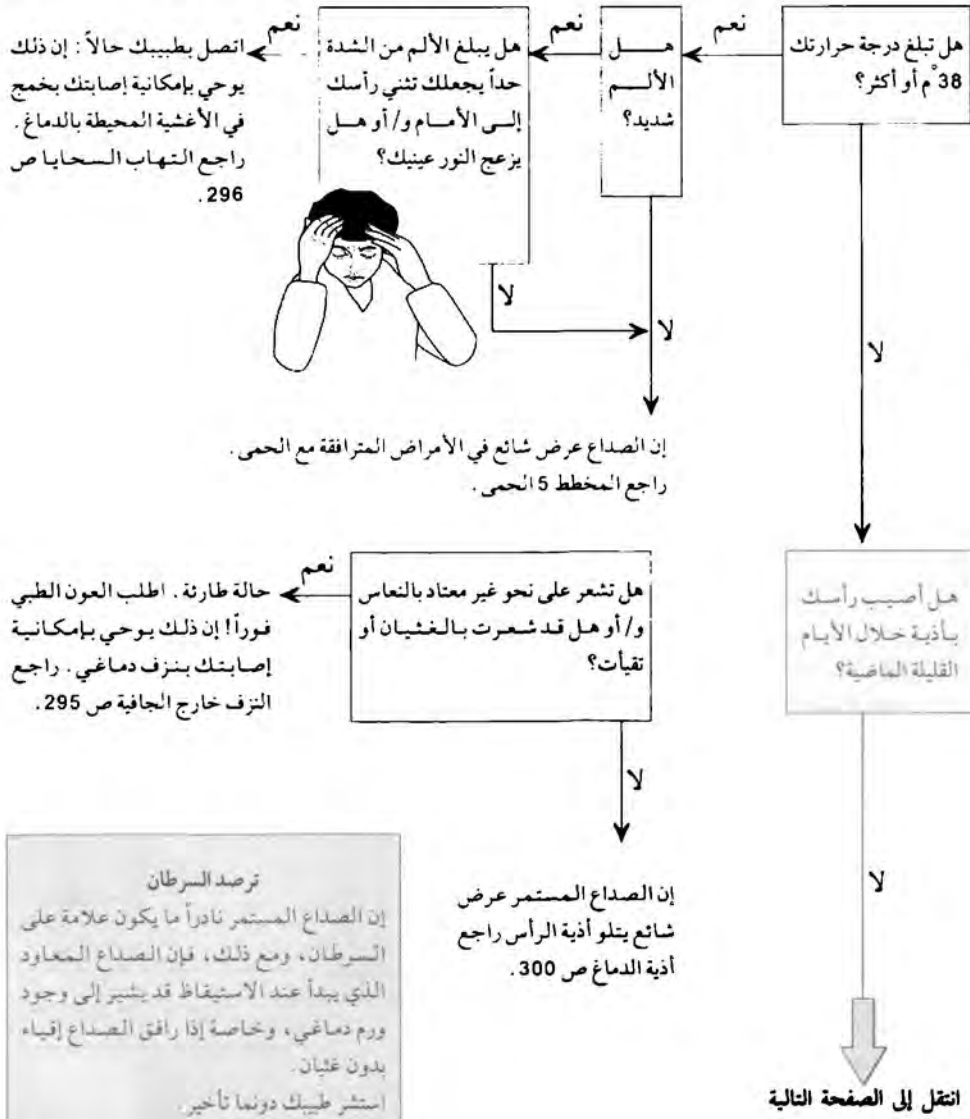 هل تبلغ درجة حرارتك
38 ْم أو أكثر؟
نعم
هـــــل
الألـــــم
شديد؟
نعم
هل يبلغ الألم من الشدة
حداً يجعلك تثني رأسك
إلى الأمام و/ أو هل
يزعج النور عينيك؟
نعم
اتصل بطبيبك حالاً : إن ذلك
يوحي بإمكانية إصابتك بخمج
في الأغشية المحيطة بالدماغ .
راجع التهاب السحايا ص
296 .
لا
لا
لا
إن الصداع عرض شائع في الأمراض المترافقة مع الحمى .
راجع المخطط 5 الحمى .
هل أصيب رأسك
بأذية خلال الأيام
القليلة الماضية؟
هل تشعر على نحو غير معتاد بالنعاس
و/ أو هل قد شعرت بالغثيان أو
تقيأت؟
نعم
حالة طارئة . اطلب العون الطبي
فوراً! إن ذلك يوحي بإمكانية
إصابتك بنزف دماغي . راجع
النزف خارج الجافية ص 295 .
لا
لا
إن الصداع المستمر عرض
شائع يتلو أذية الرأس راجع
أذية الدماغ ص 300 .
ترصد السرطان
إن الصداع المستمر نادراً ما يكون علامة على
السرطان، ومع ذلك، فإن الصداع المعاود
الذي يبدأ عند الاستيقاظ قد يشير إلى وجود
ورم دماغي، وخاصة إذا رافق الصداع إقياء
بدون غثيان.
استشر طبيبك دونما تأخير .
انتقل إلى الصفحة التالية